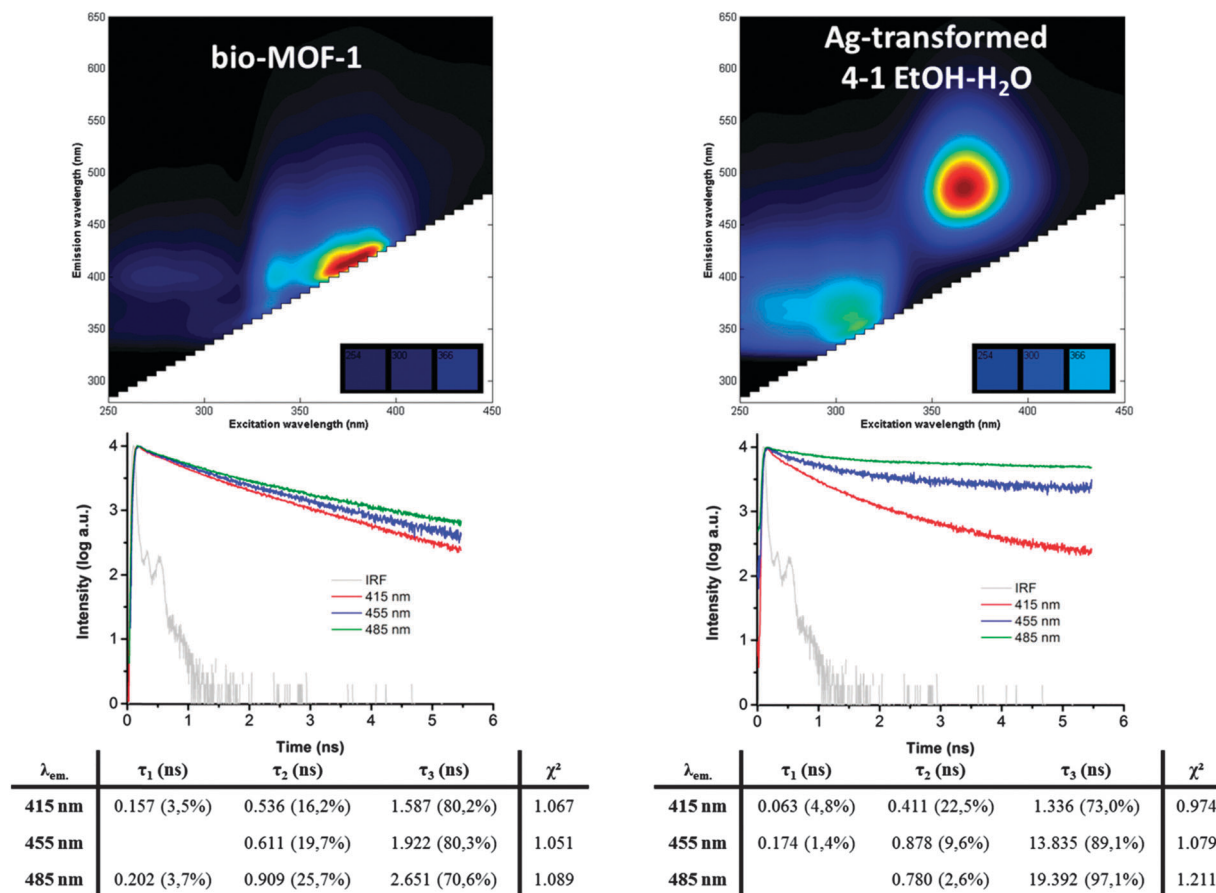 bio-MOF-1
650
600
550
500
450
400
350
300
Emission wavelength (nm)
254 300 366
250 300 350 400 450
Excitation wavelength (nm)
Ag-transformed
4-1 EtOH-H₂O
650
600
550
500
450
400
350
300
Emission wavelength (nm)
254 300 366
250 300 350 400 450
Excitation wavelength (nm)
4
3
2
1
0
Intensity (log a.u.)
IRF
415 nm
455 nm
485 nm
0 1 2 3 4 5 6
Time (ns)
4
3
2
1
0
Intensity (log a.u.)
IRF
415 nm
455 nm
485 nm
0 1 2 3 4 5 6
Time (ns)
λem. τ₁ (ns) τ₂ (ns) τ₃ (ns) χ²
415 nm 0.157 (3,5%) 0.536 (16,2%) 1.587 (80,2%) 1.067
455 nm 0.611 (19,7%) 1.922 (80,3%) 1.051
485 nm 0.202 (3,7%) 0.909 (25,7%) 2.651 (70,6%) 1.089
λem. τ₁ (ns) τ₂ (ns) τ₃ (ns) χ²
415 nm 0.063 (4,8%) 0.411 (22,5%) 1.336 (73,0%) 0.974
455 nm 0.174 (1,4%) 0.878 (9,6%) 13.835 (89,1%) 1.079
485 nm 0.780 (2,6%) 19.392 (97,1%) 1.211